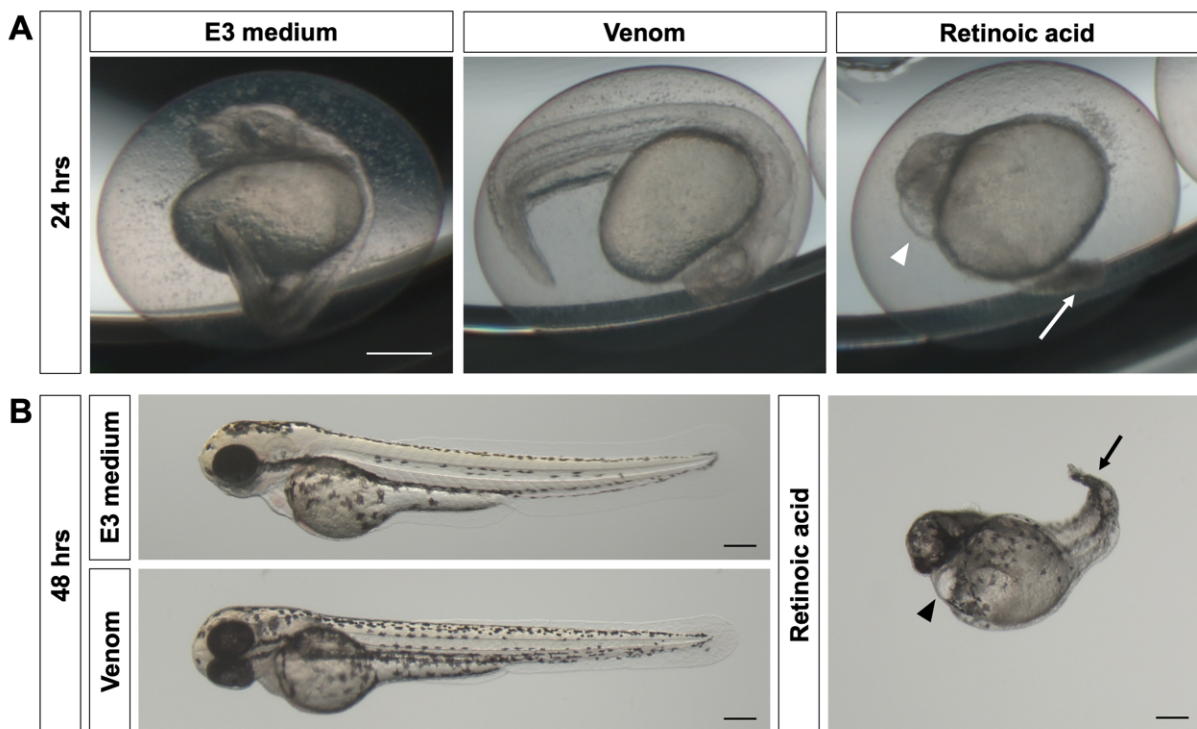 A
E3 medium
Venom
Retinoic acid
24 hrs
B
48 hrs
E3 medium
Venom
Retinoic acid